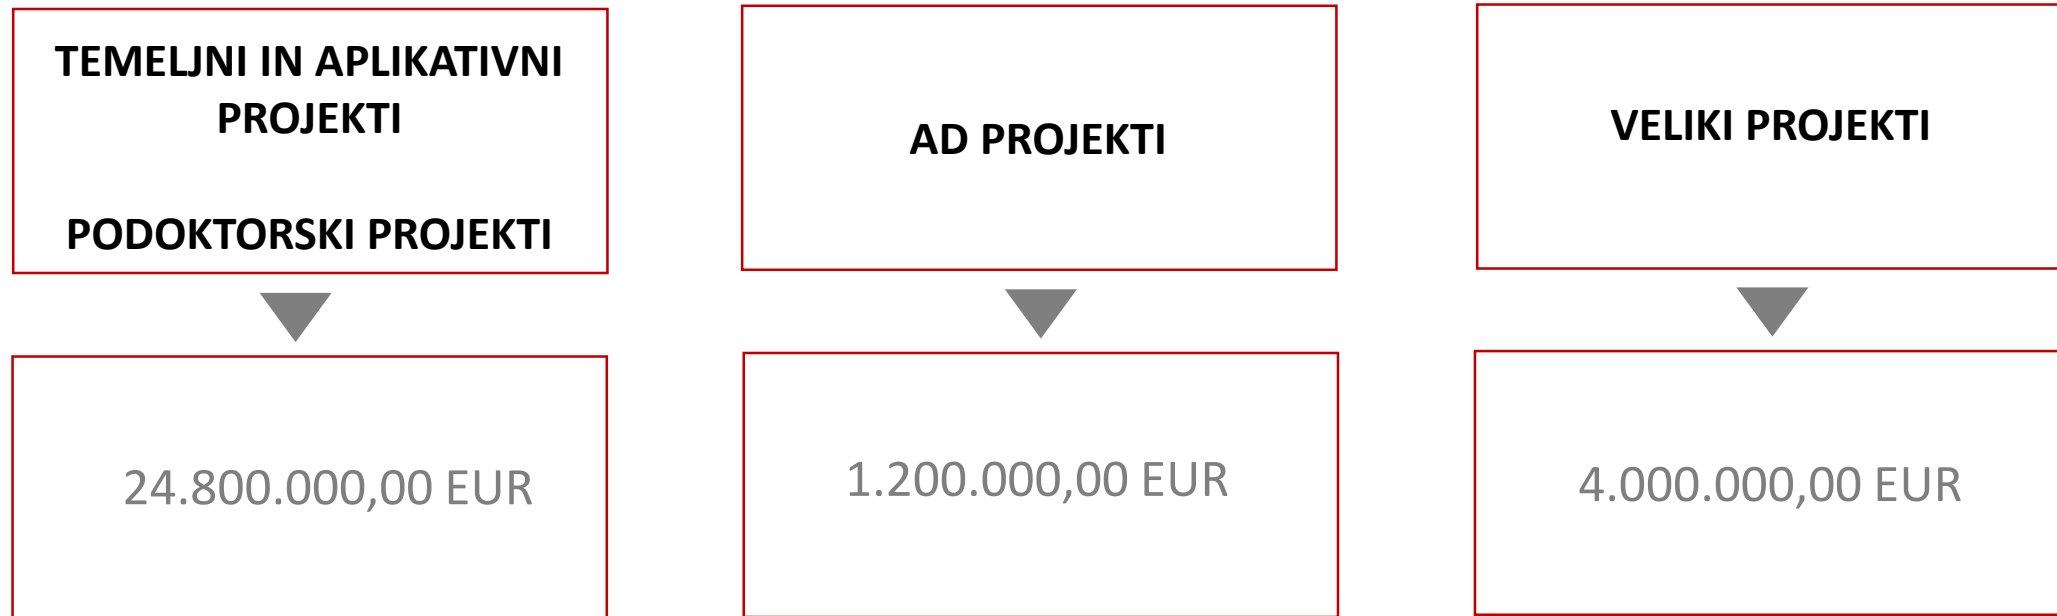 TEMELJNI IN APLIKATIVNI
PROJEKTI
PODOKTORSKI PROJEKTI
24.800.000,00 EUR
AD PROJEKTI
1.200.000,00 EUR
VELIKI PROJEKTI
4.000.000,00 EUR